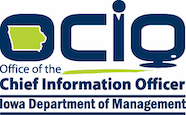 ocio
Office of the
Chief Information Officer
Iowa Department of Management